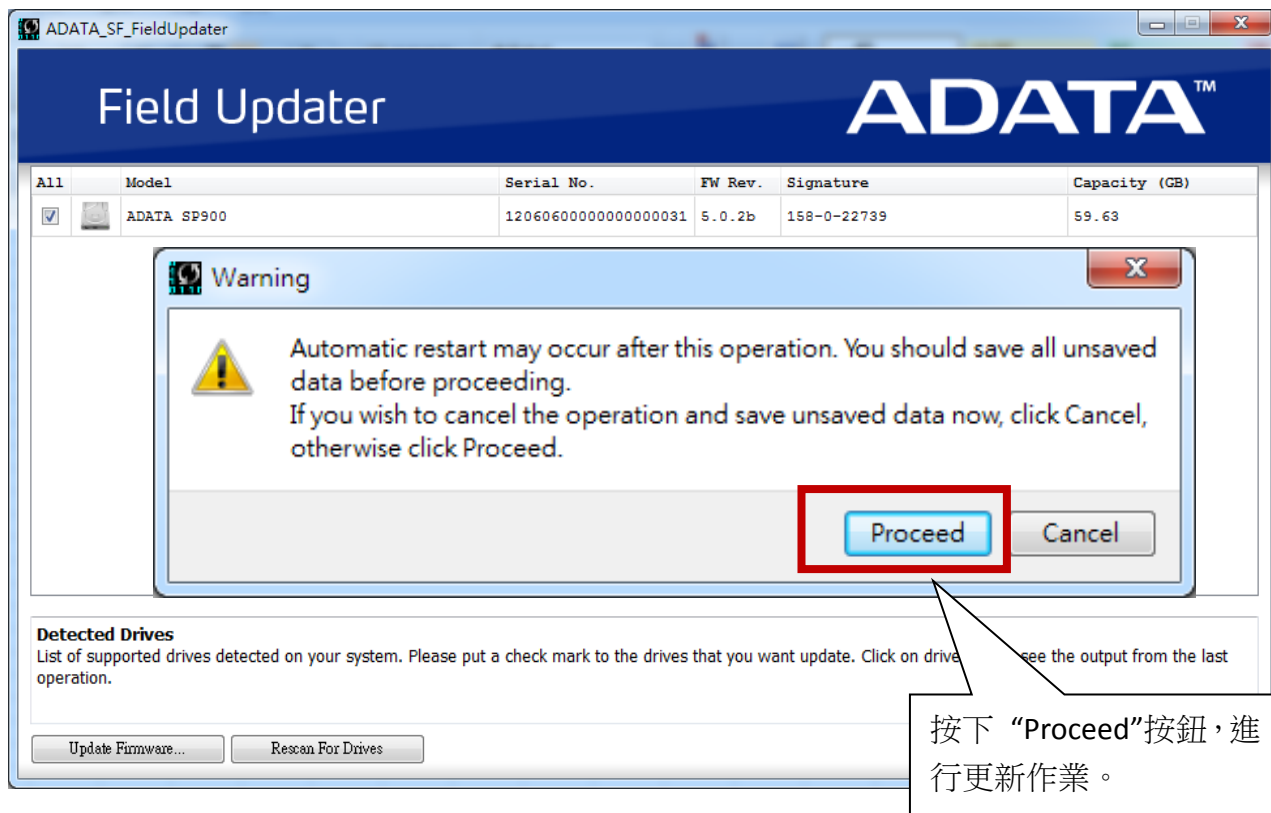 ADATA_SF_FieldUpdater
Field Updater
ADATA™
All Model Serial No. FW Rev. Signature Capacity (GB)
ADATA SP900 12060600000000000031 5.0.2b 158-0-22739 59.63
Warning
Automatic restart may occur after this operation. You should save all unsaved
data before proceeding.
If you wish to cancel the operation and save unsaved data now, click Cancel,
otherwise click Proceed.
Proceed Cancel
Detected Drives
List of supported drives detected on your system. Please put a check mark to the drives that you want update. Click on drive see the output from the last
operation.
Update Firmware... Rescan For Drives
按下 “Proceed”按鈕，進
行更新作業。